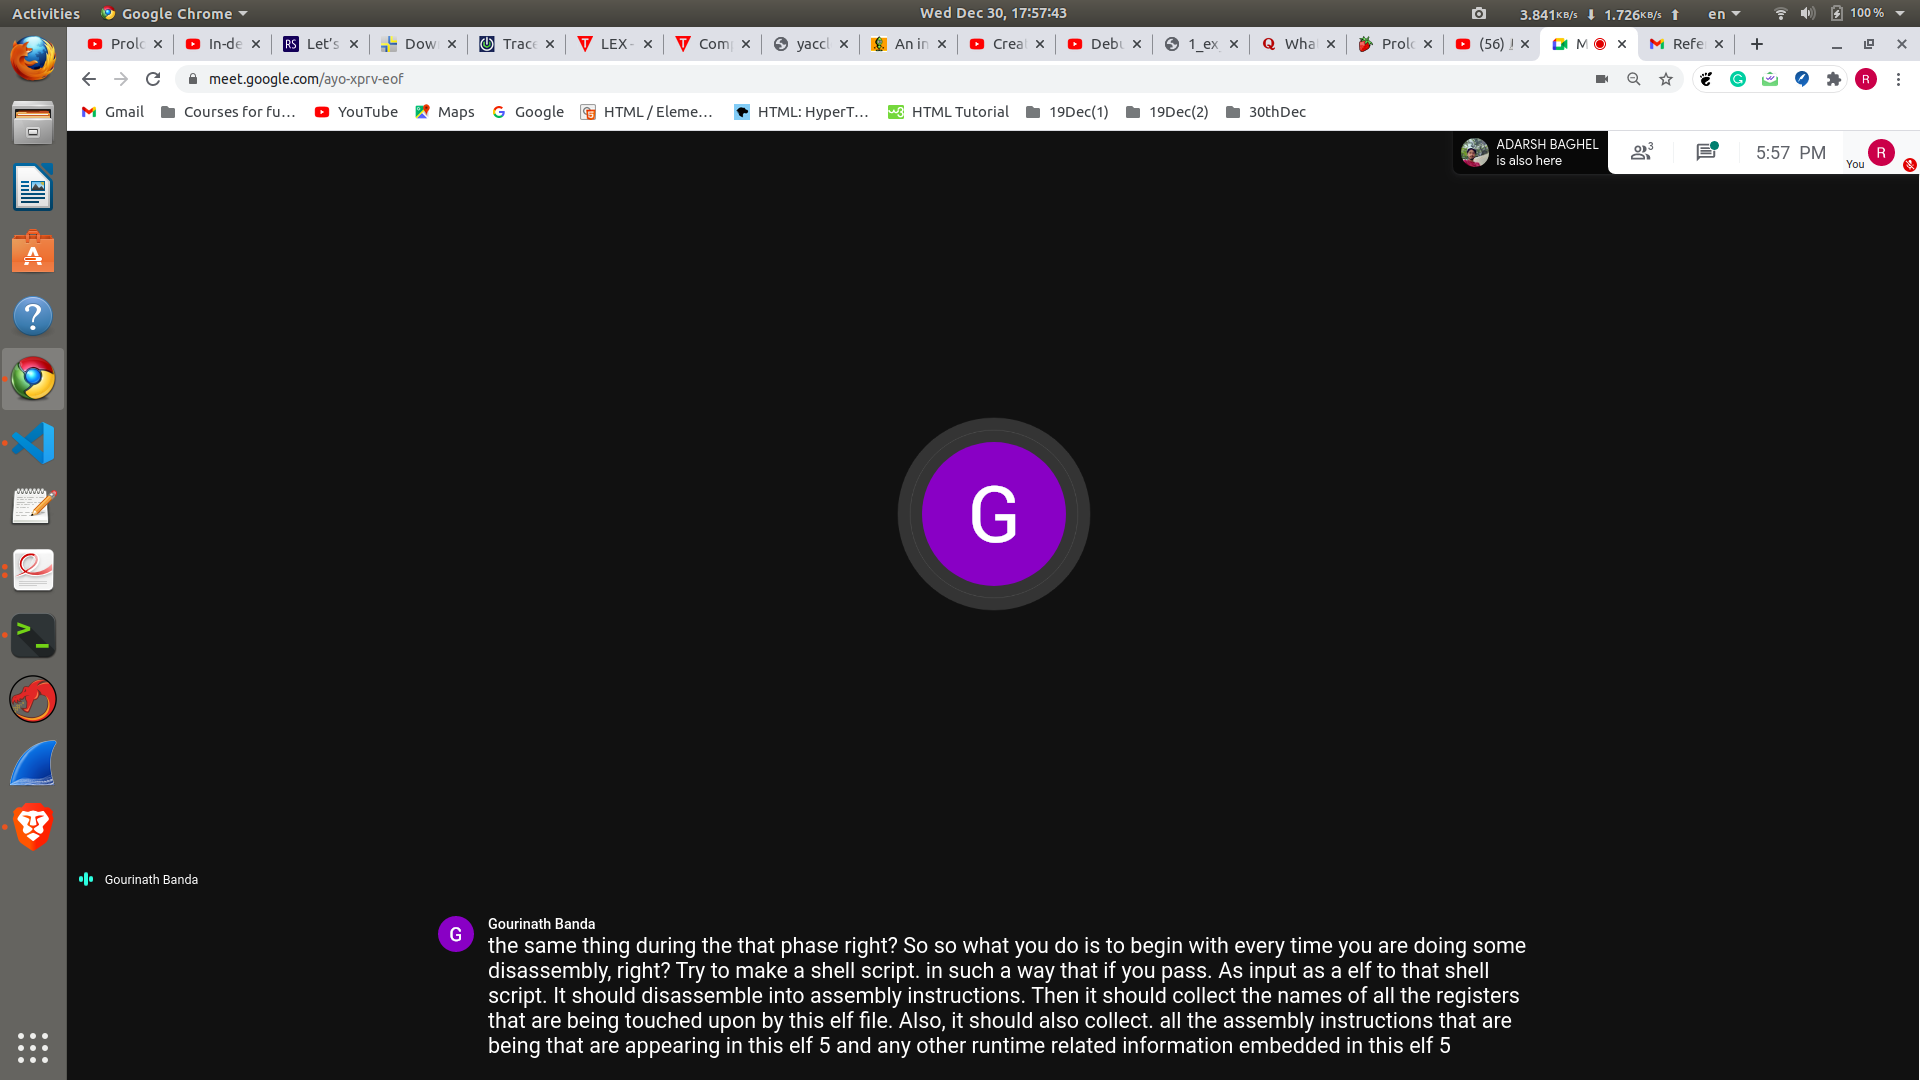 Activities Google Chrome Wed Dec 30, 17:57:43 3.841KB/s 1.726KB/s en 100 %
Prolc In-de RS Let's Dow Trace LEX - Com yaccl An in Crea Debu 1_ex Wha Prolc (56) M Refe
meet.google.com/ayo-xprv-eof R
Gmail Courses for fu... YouTube Maps Google HTML / Eleme... HTML: HyperT... HTML Tutorial 19Dec(1) 19Dec(2) 30thDec
ADARSH BAGHEL
is also here
3
5:57 PM
You
R
G
Gourinath Banda
G
Gourinath Banda
the same thing during the that phase right? So so what you do is to begin with every time you are doing some
disassembly, right? Try to make a shell script. in such a way that if you pass. As input as a elf to that shell
script. It should disassemble into assembly instructions. Then it should collect the names of all the registers
that are being touched upon by this elf file. Also, it should also collect. all the assembly instructions that are
being that are appearing in this elf 5 and any other runtime related information embedded in this elf 5